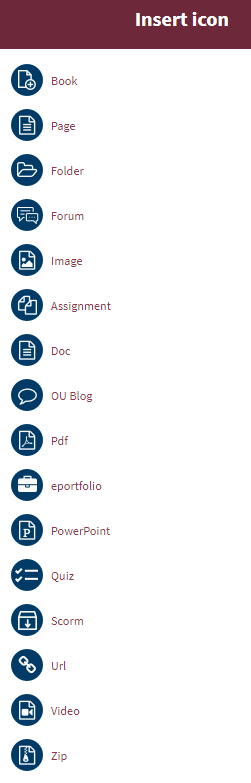 Insert icon
Book
Page
Folder
Forum
Image
Assignment
Doc
OU Blog
Pdf
eportfolio
PowerPoint
Quiz
Scorm
Url
Video
Zip